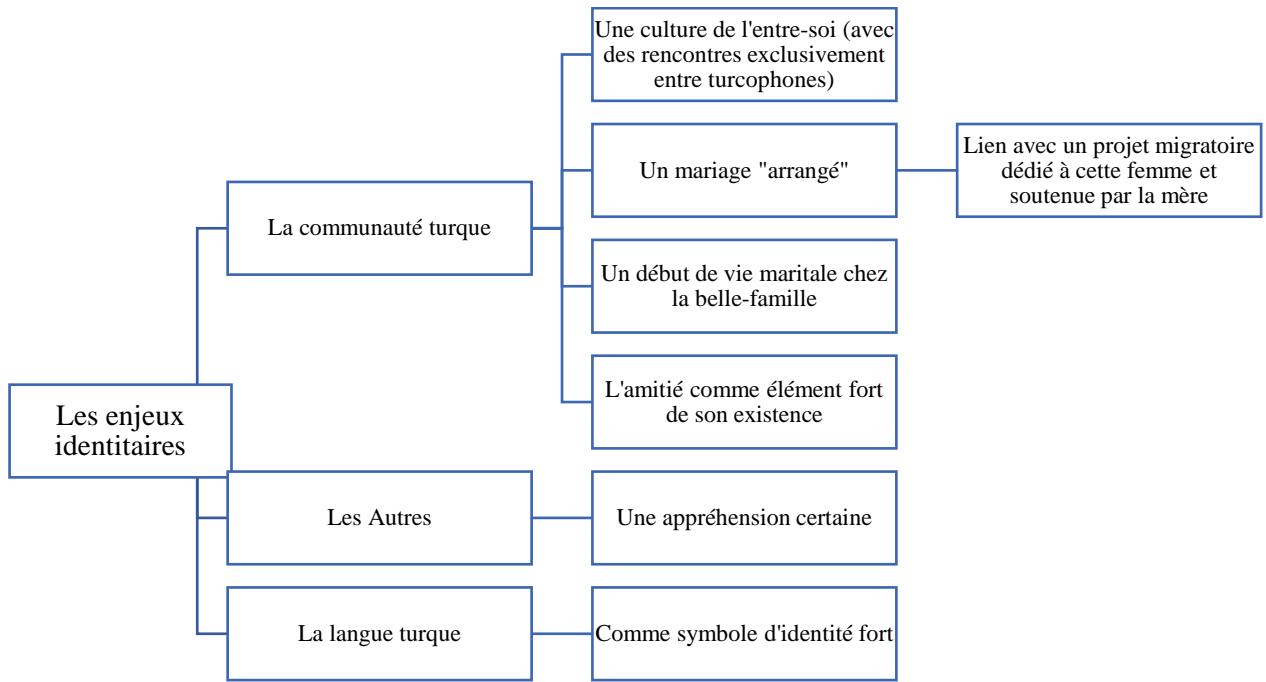 Une culture de l'entre-soi (avec
des rencontres exclusivement
entre turcophones)
Un mariage "arrangé"
Lien avec un projet migratoire
dédié à cette femme et
soutenue par la mère
La communauté turque
Un début de vie maritale chez
la belle-famille
L'amitié comme élément fort
de son existence
Les enjeux
identitaires
Les Autres
Une appréhension certaine
La langue turque
Comme symbole d'identité fort